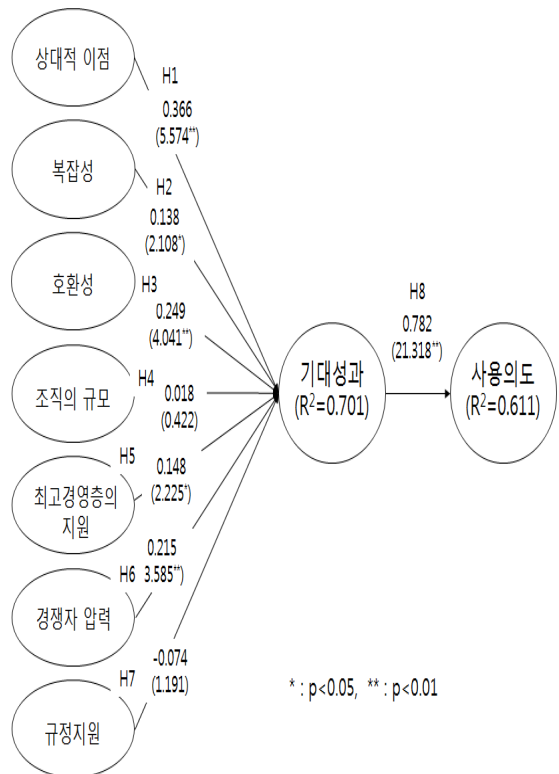 상대적 이점
H1
0.366
(5.574**)
복잡성
H2
0.138
(2.108*)
호환성
H3
0.249
(4.041**)
조직의 규모
H4
0.018
(0.422)
최고경영층의
지원
H5
0.148
(2.225*)
경쟁자 압력
H6
0.215
3.585**)
규정지원
H7
-0.074
(1.191)
기대성과
(R²=0.701)
H8
0.782
(21.318**)
사용의도
(R²=0.611)
* : p<0.05, ** : p<0.01